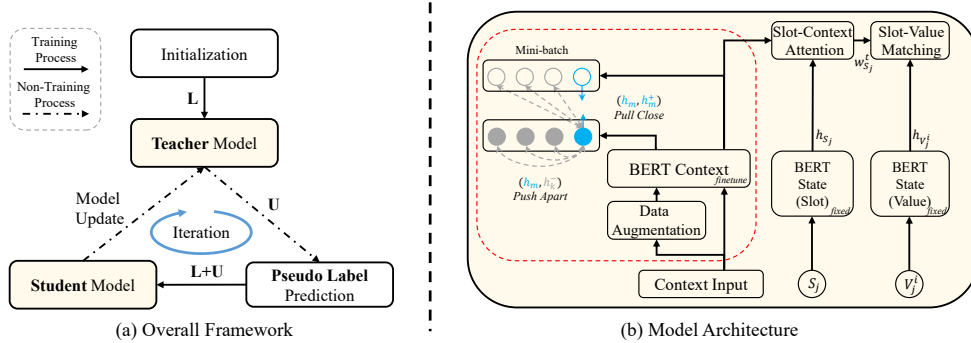 Training
Process
Non-Training
Process
Initialization
L
Teacher Model
Model
Update
U
Iteration
L+U
Student Model
Pseudo Label
Prediction
(a) Overall Framework
Mini-batch
(h_m, h_m^+)
Pull Close
(h_m, h_k^-)
Push Apart
BERT Context
finetune
Data
Augmentation
Context Input
Slot-Context
Attention
w_{S_j}^t
Slot-Value
Matching
h_{S_j}
h_{V_j^i}
BERT
State
(Slot)
fixed
BERT
State
(Value)
fixed
S_j
V_j^i
(b) Model Architecture